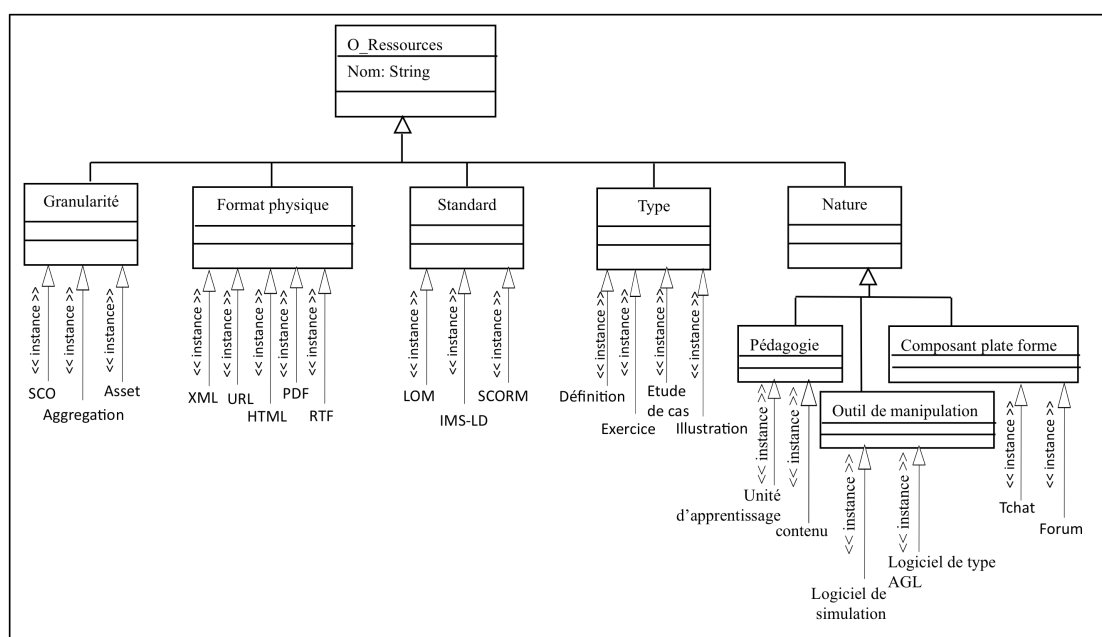 O_Ressources
Nom: String
Granularité
Format physique
Standard
Type
Nature
<< instance >>
<< instance >>
<< instance>>
<< instance >>
<< instance >>
<< instance >>
<< instance >>
<< instance >>
<< instance >>
<< instance >>
<< instance >>
<< instance>>
<< instance >>
<< instance >>
<< instance >>
SCO
Aggregation
Asset
XML
URL
HTML
PDF
RTF
LOM
IMS-LD
SCORM
Définition
Exercice
Etude
de cas
Illustration
Pédagogie
Composant plate forme
Outil de manipulation
<< instance >>
<< instance >>
<< instance >>
<< instance >>
<< instance >>
<< instance >>
Unité
d'apprentissage
contenu
Tchat
Forum
Logiciel de type
AGL
Logiciel de
simulation